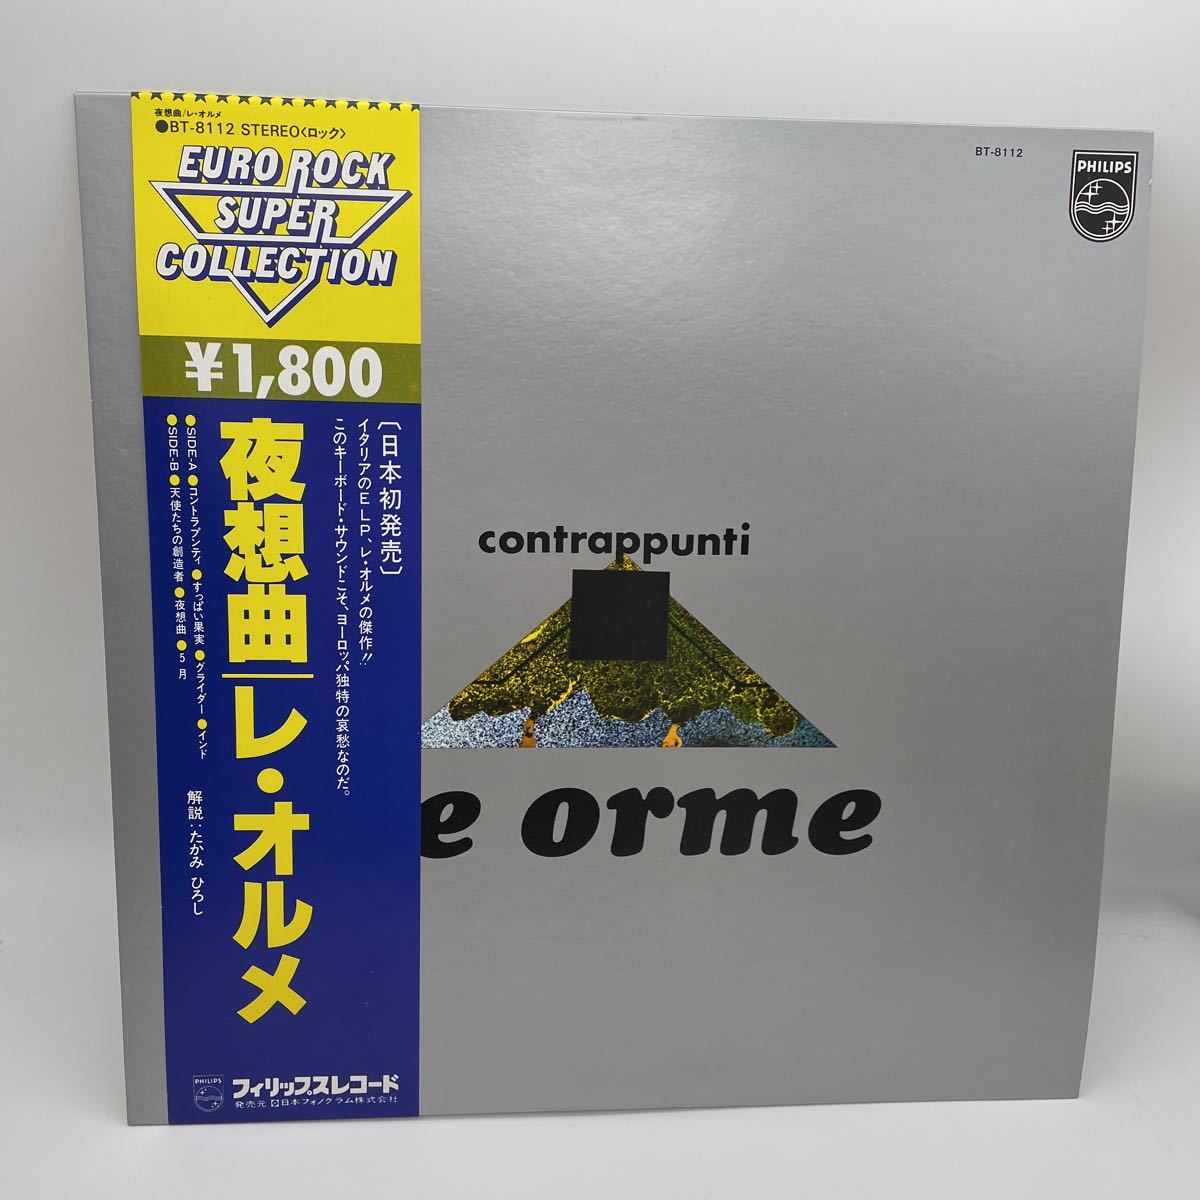 夜想曲/レ・オルメ
●BT-8112 STEREO〈ロック〉
EURO ROCK
SUPER
COLLECTION
¥1,800
〔日本初発売〕
イタリアのELP、レ・オルメの傑作!!
このキーボード・サウンドこそ、ヨーロッパ独特の哀愁なのだ。
夜想曲|レ・オルメ
●SIDE-A●コントラプンティ●すっぱい果実●グライダー●インド
●SIDE-B●天使たちの創造者●夜想曲●5月
解説:たかみ ひろし
PHILIPS
フィリップスレコード
発売元 日本フォノグラム株式会社
BT-8112
PHILIPS
contrappunti
e orme